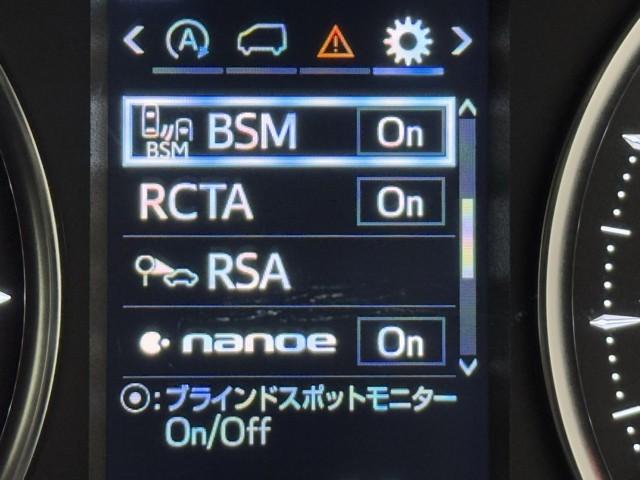 A
BSM BSM On
RCTA On
RSA
nanoe On
:ブラインドスポットモニター
On/Off